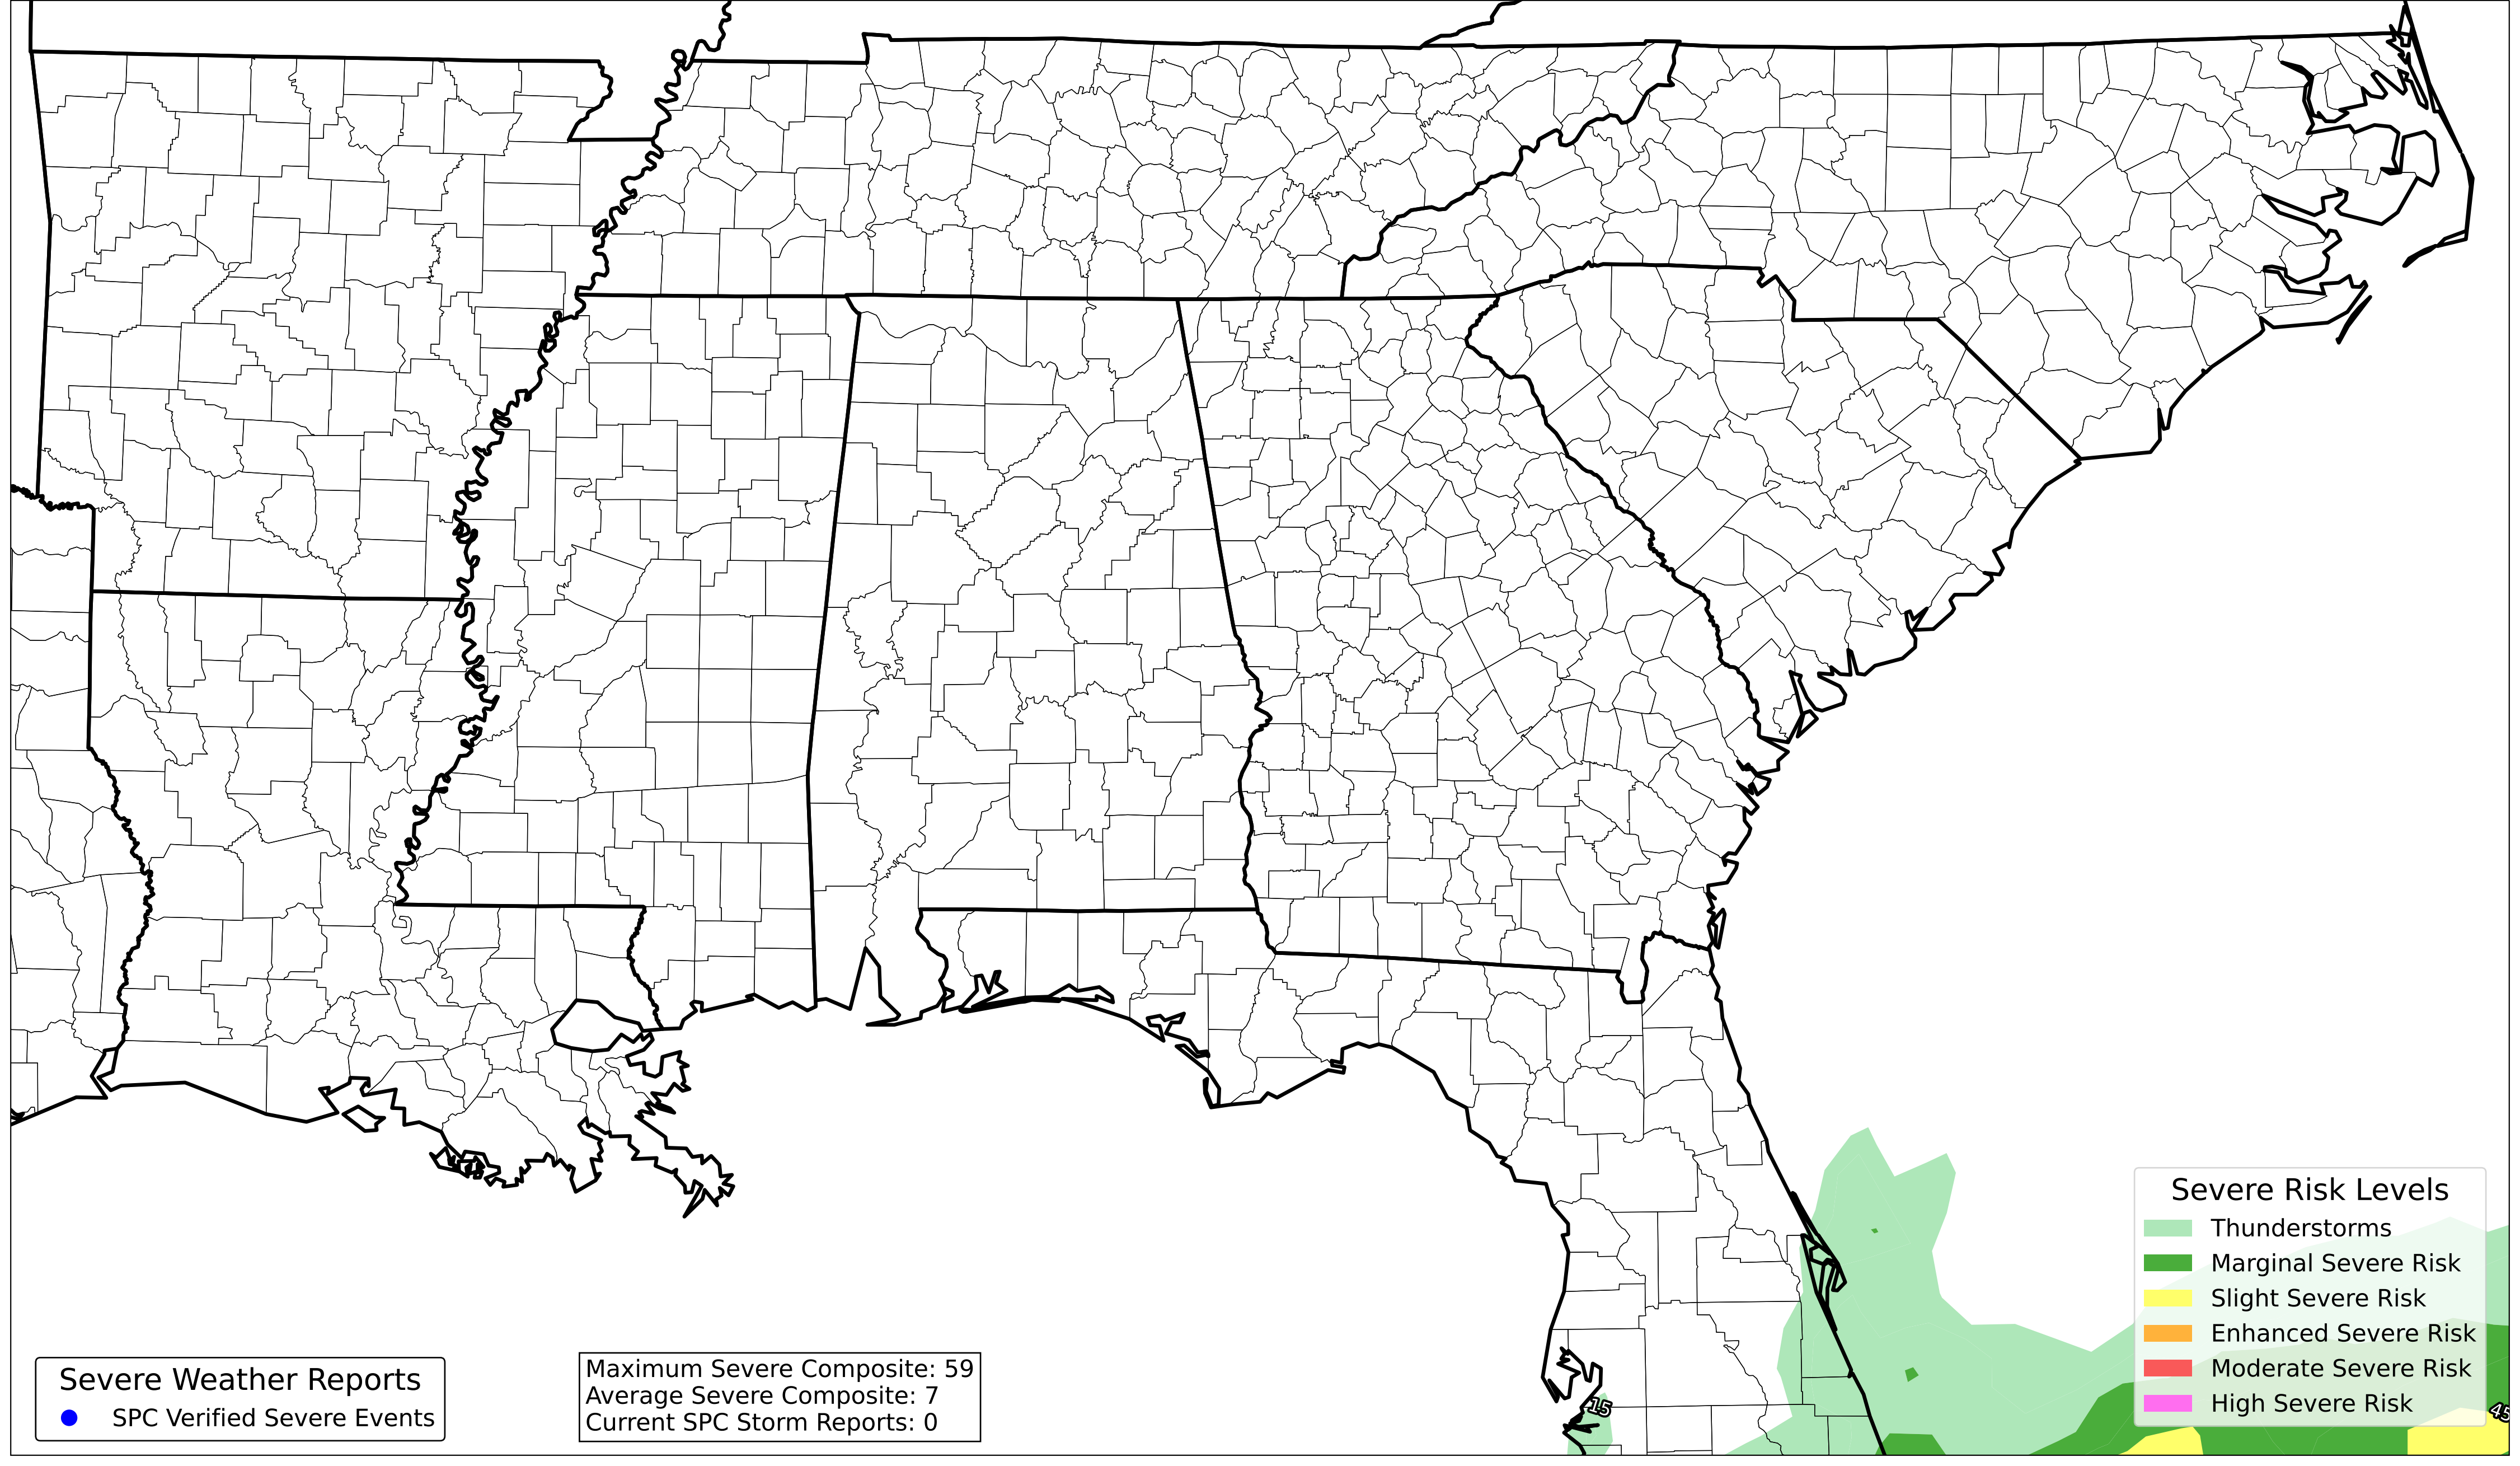 Severe Risk Levels
Thunderstorms
Marginal Severe Risk
Slight Severe Risk
Enhanced Severe Risk
Moderate Severe Risk
High Severe Risk
Severe Weather Reports
SPC Verified Severe Events
Maximum Severe Composite: 59
Average Severe Composite: 7
Current SPC Storm Reports: 0
15
45